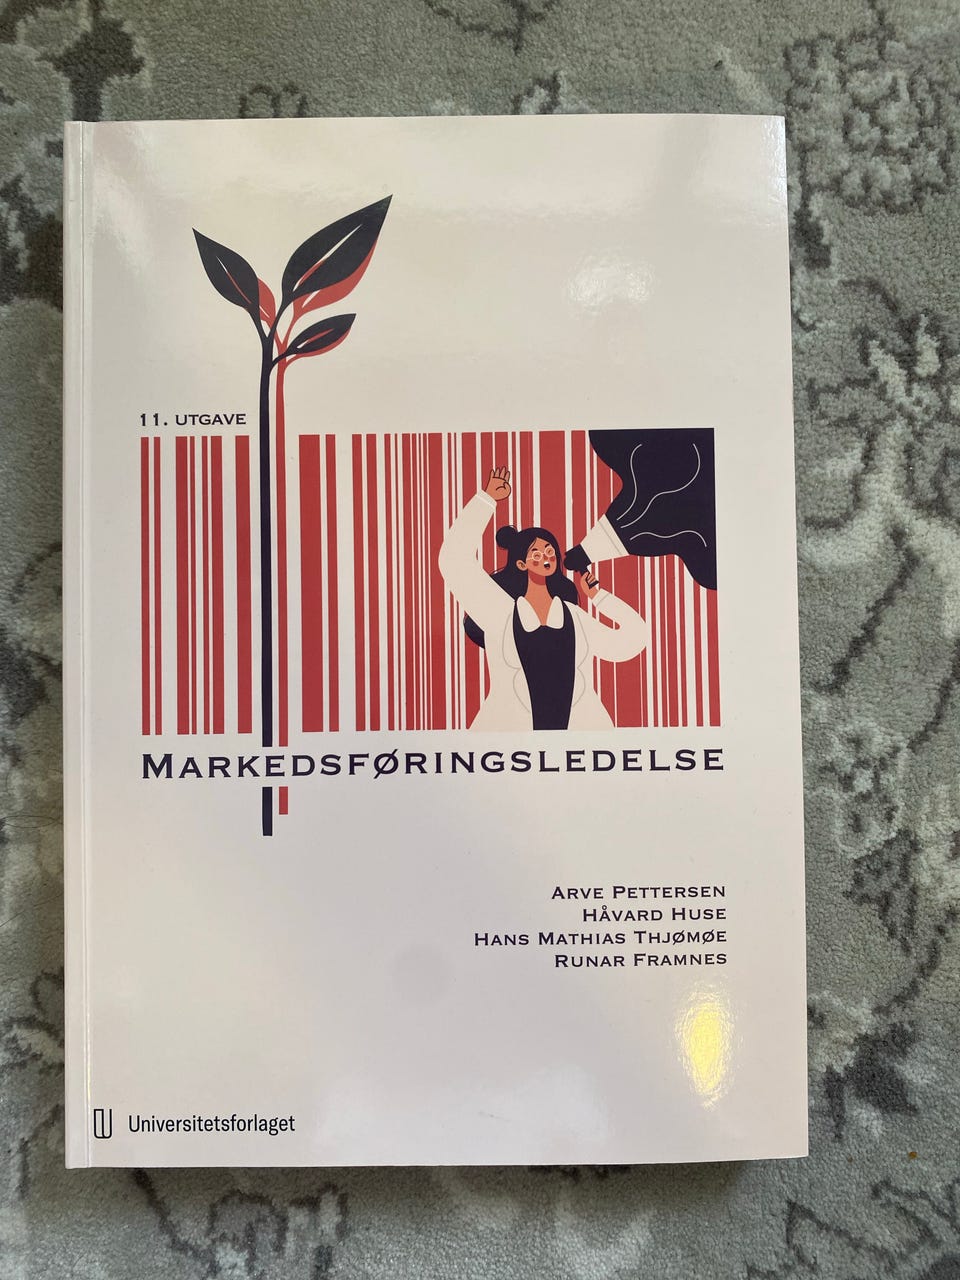 11. UTGAVE
MARKEDSFØRINGSLEDELSE
ARVE PETTERSEN
HÅVARD HUSE
HANS MATHIAS THJØMØE
RUNAR FRAMNES
Universitetsforlaget